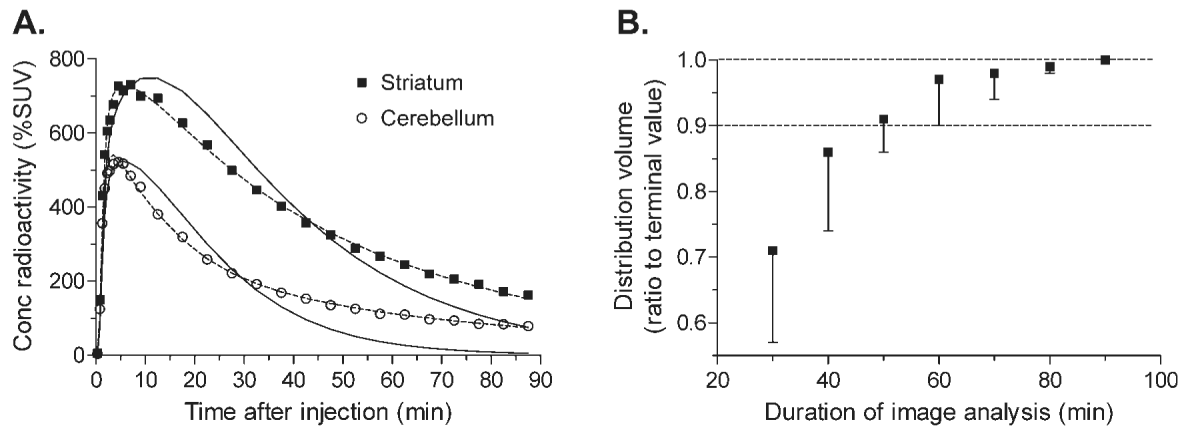 A.
Conc radioactivity (%SUV)
800
600
400
200
0
0 10 20 30 40 50 60 70 80 90
Time after injection (min)
Striatum
Cerebellum
B.
Distribution volume
(ratio to terminal value)
1.0
0.9
0.8
0.7
0.6
20 40 60 80 100
Duration of image analysis (min)